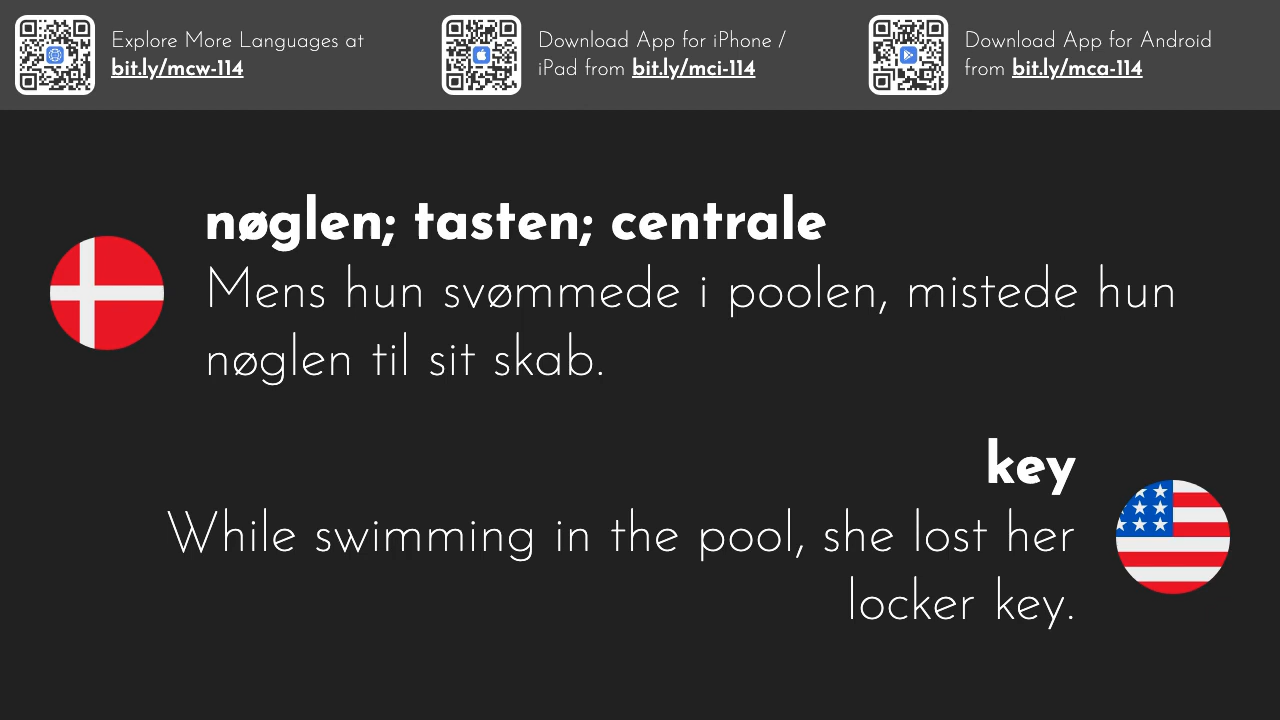 Explore More Languages at
bit.ly/mcw-114
Download App for iPhone /
iPad from bit.ly/mci-114
Download App for Android
from bit.ly/mca-114
nøglen; tasten; centrale
Mens hun svømmede i poolen, mistede hun
nøglen til sit skab.
key
While swimming in the pool, she lost her
locker key.